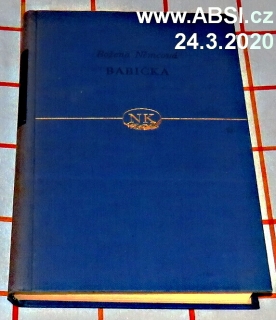 www.ABSI.cz
24.3.2020
Božena Němcová
BABIČKA
NK